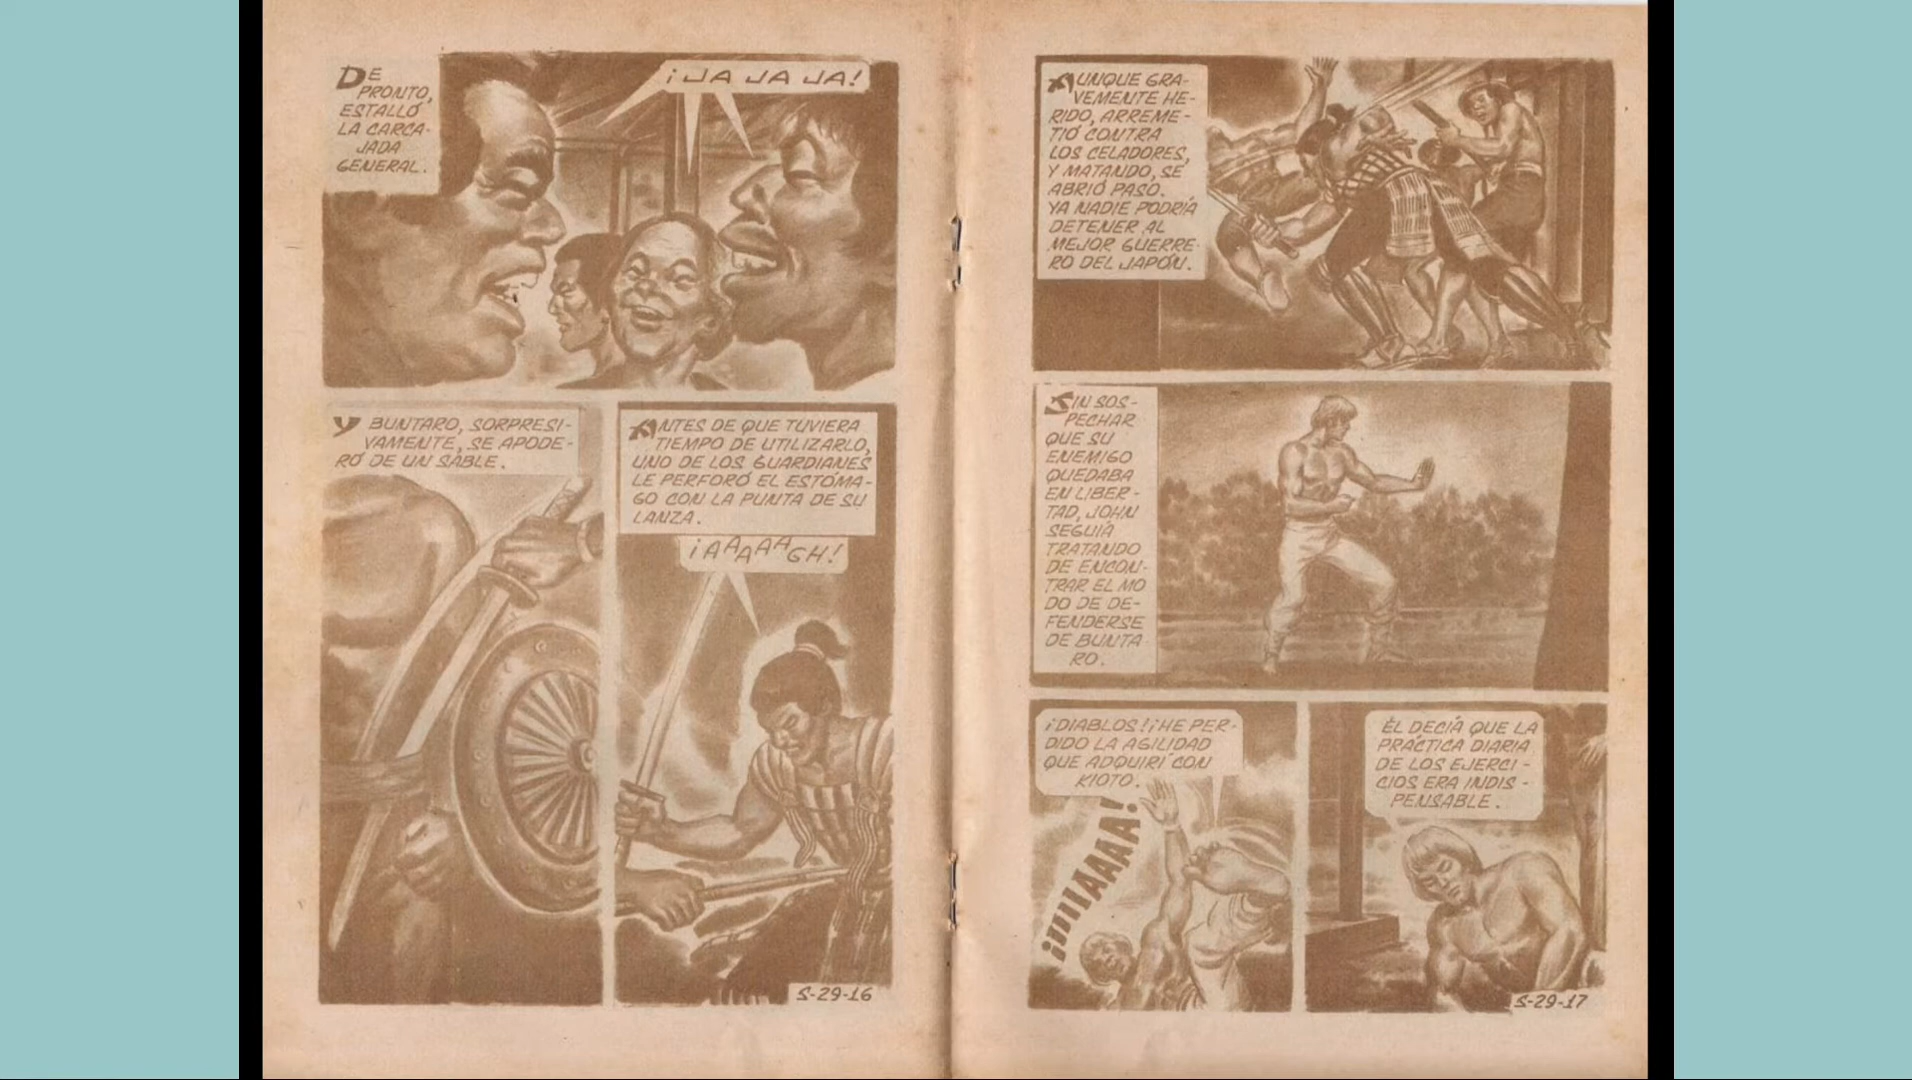 DE
PRONTO,
ESTALLÓ
LA CARCA-
JADA
GENERAL.
¡JA JA JA!
Y BUNTARO, SORPRESI-
VAMENTE, SE APODE-
RÓ DE UN SABLE.
ANTES DE QUE TUVIERA
TIEMPO DE UTILIZARLO,
UNO DE LOS GUARDIANES
LE PERFORÓ EL ESTÓMA-
GO CON LA PUNTA DE SU
LANZA.
¡AAAAAGH!
S-29-16
AUNQUE GRA-
VEMENTE HE-
RIDO, ARREME-
TIÓ CONTRA
LOS CELADORES,
Y MATANDO, SE
ABRIÓ PASO.
YA NADIE PODRÍA
DETENER AL
MEJOR GUERRE-
RO DEL JAPÓN.
SIN SOS-
PECHAR
QUE SU
ENEMIGO
QUEDABA
EN LIBER-
TAD, JOHN
SEGUÍA
TRATANDO
DE ENCON-
TRAR EL MO
DO DE DE-
FENDERSE
DE BUNTA-
RO.
¡DIABLOS! ¡HE PER-
DIDO LA AGILIDAD
QUE ADQUIRÍ CON
KIOTO.
¡IIIIAAAA!
ÉL DECÍA QUE LA
PRÁCTICA DIARIA
DE LOS EJERCI-
CIOS ERA INDIS-
PENSABLE.
S-29-17